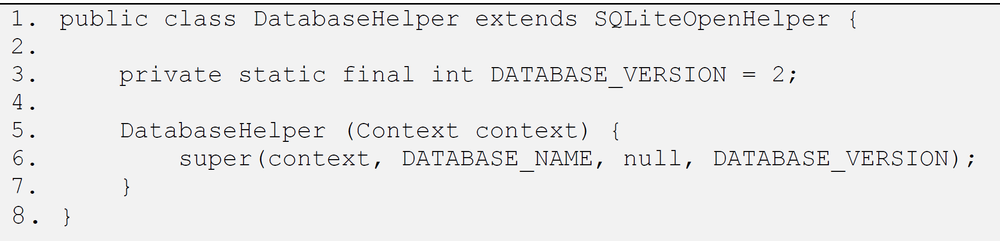 1. public class DatabaseHelper extends SQLiteOpenHelper {
2.
3.     private static final int DATABASE_VERSION = 2;
4.
5.     DatabaseHelper (Context context) {
6.         super(context, DATABASE_NAME, null, DATABASE_VERSION);
7.     }
8. }